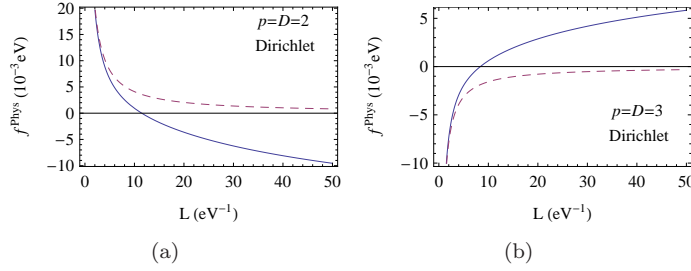 20
15
10
5
0
-5
-10
f^Phys (10^-3 eV)
p=D=2
Dirichlet
0 10 20 30 40 50
L (eV^-1)
(a)
5
0
-5
-10
f^Phys (10^-3 eV)
p=D=3
Dirichlet
0 10 20 30 40 50
L (eV^-1)
(b)